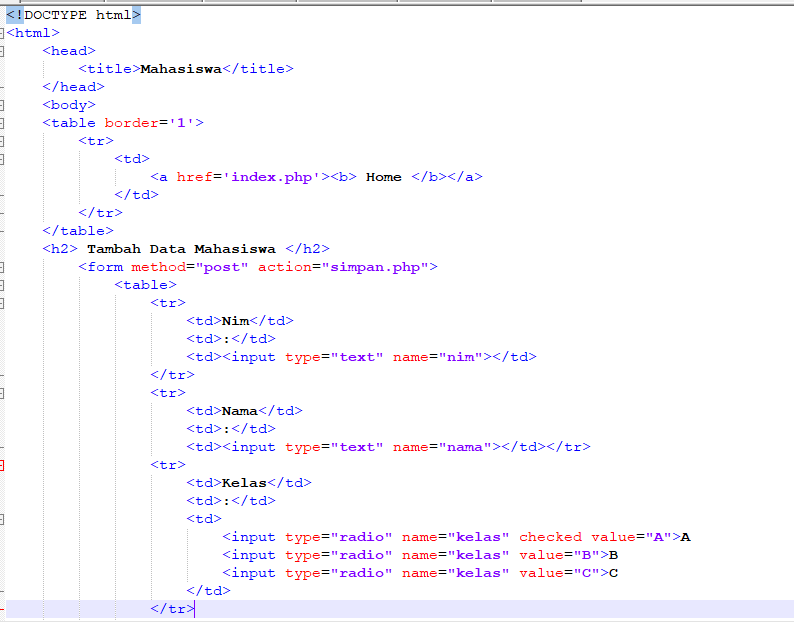 <!DOCTYPE html>
<html>
<head>
<title>Mahasiswa</title>
</head>
<body>
<table border='1'>
<tr>
<td>
<a href='index.php'><b> Home </b></a>
</td>
</tr>
</table>
<h2> Tambah Data Mahasiswa </h2>
<form method="post" action="simpan.php">
<table>
<tr>
<td>Nim</td>
<td>:</td>
<td><input type="text" name="nim"></td>
</tr>
<tr>
<td>Nama</td>
<td>:</td>
<td><input type="text" name="nama"></td></tr>
<tr>
<td>Kelas</td>
<td>:</td>
<td>
<input type="radio" name="kelas" checked value="A">A
<input type="radio" name="kelas" value="B">B
<input type="radio" name="kelas" value="C">C
</td>
</tr>